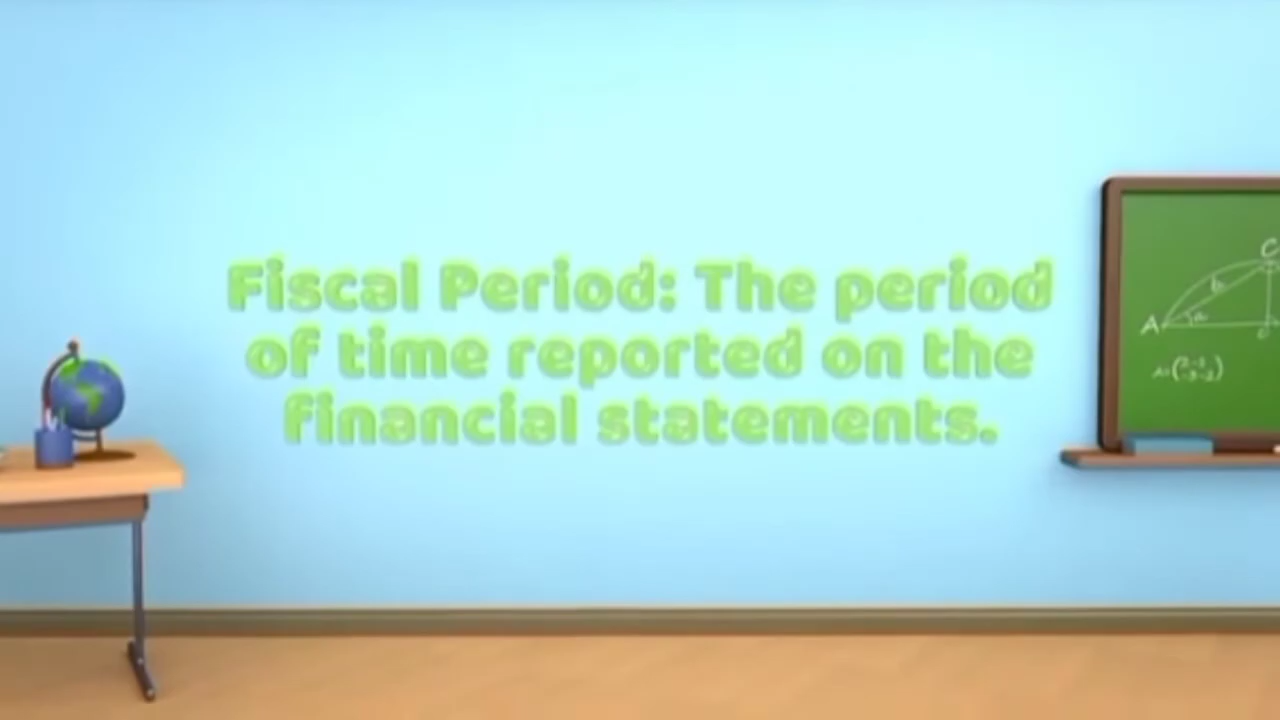 Fiscal Period: The period
of time reported on the
financial statements.
A
C
b
a